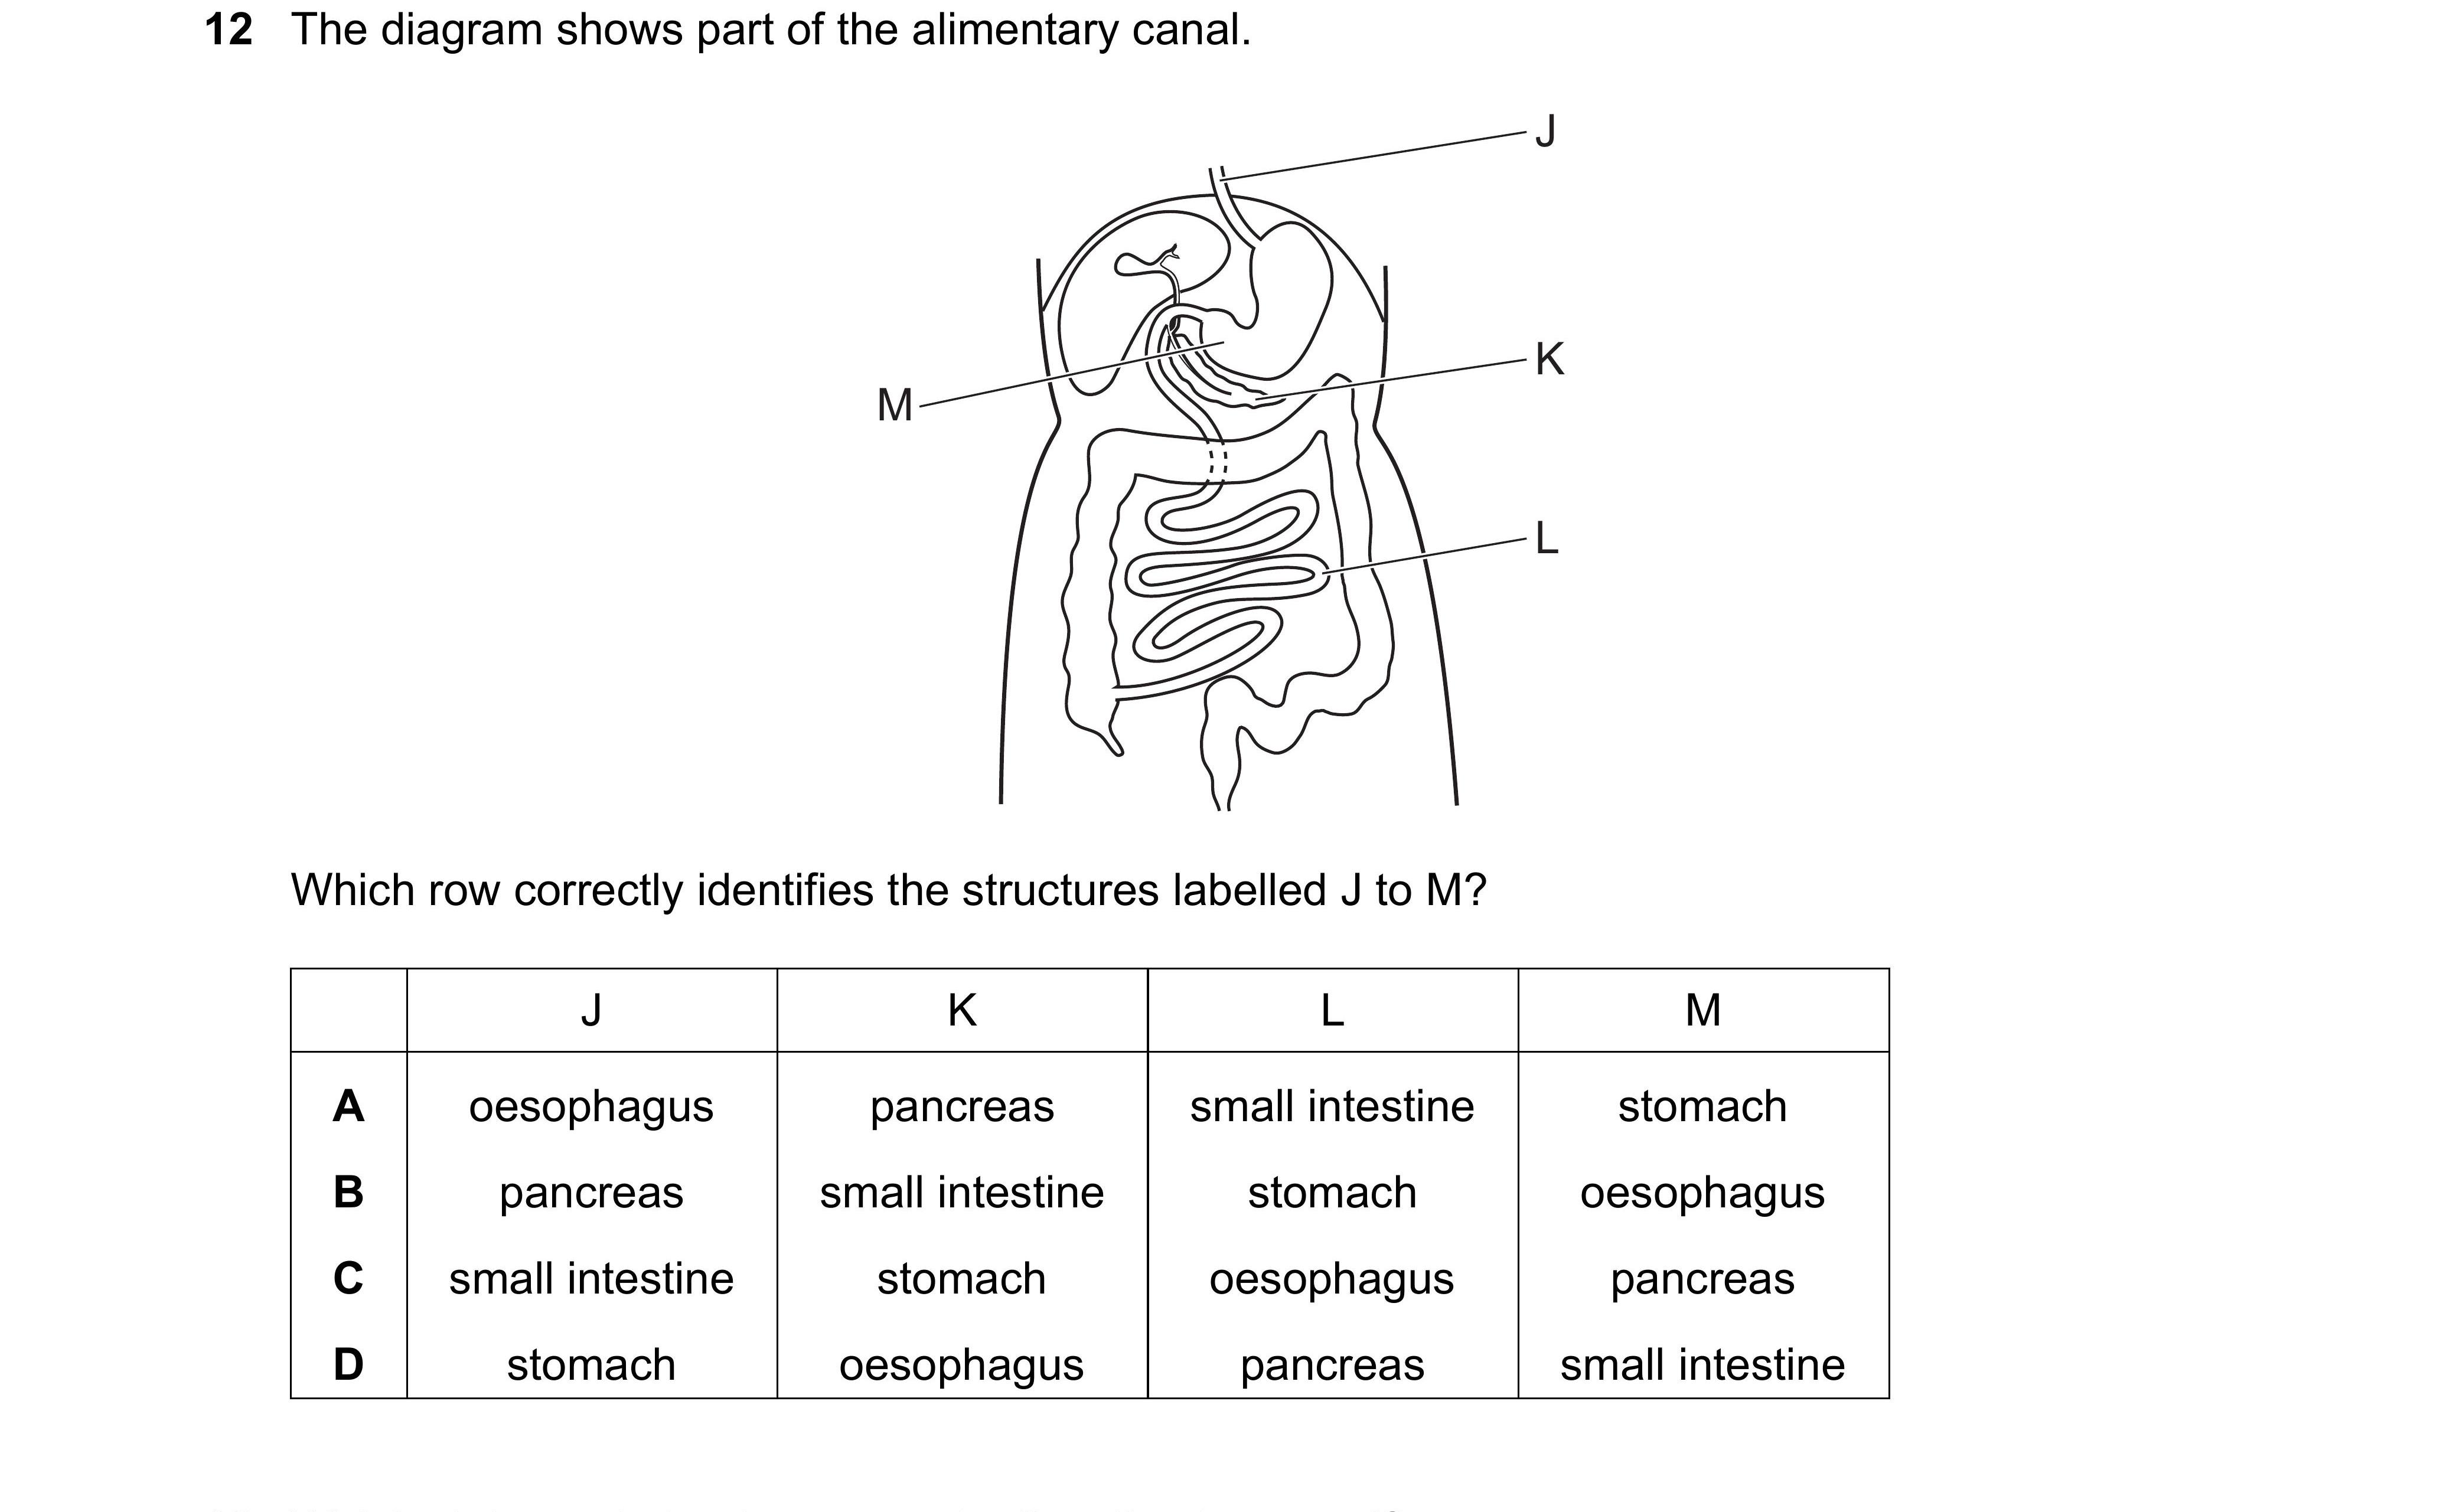 12 The diagram shows part of the alimentary canal.
J
K
M
L
Which row correctly identifies the structures labelled J to M?
J K L M
A oesophagus pancreas small intestine stomach
B pancreas small intestine stomach oesophagus
C small intestine stomach oesophagus pancreas
D stomach oesophagus pancreas small intestine